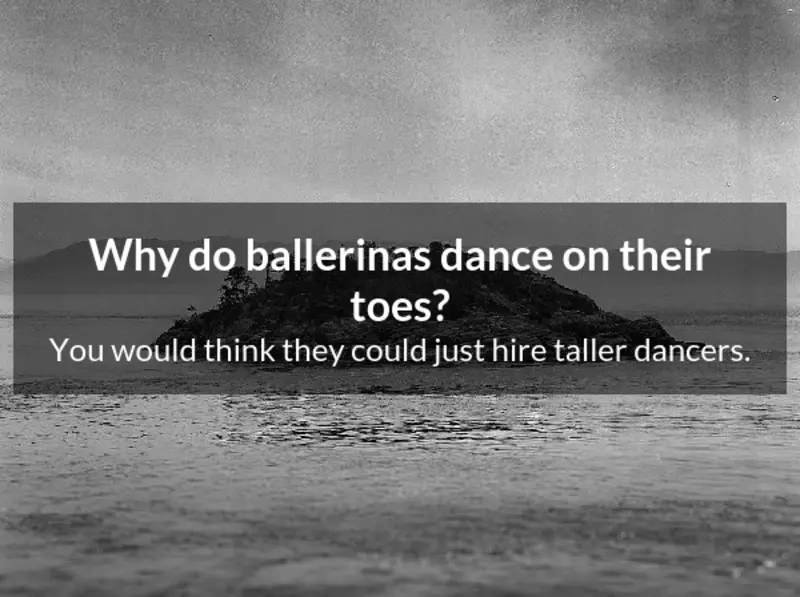 Why do ballerinas dance on their
toes?
You would think they could just hire taller dancers.